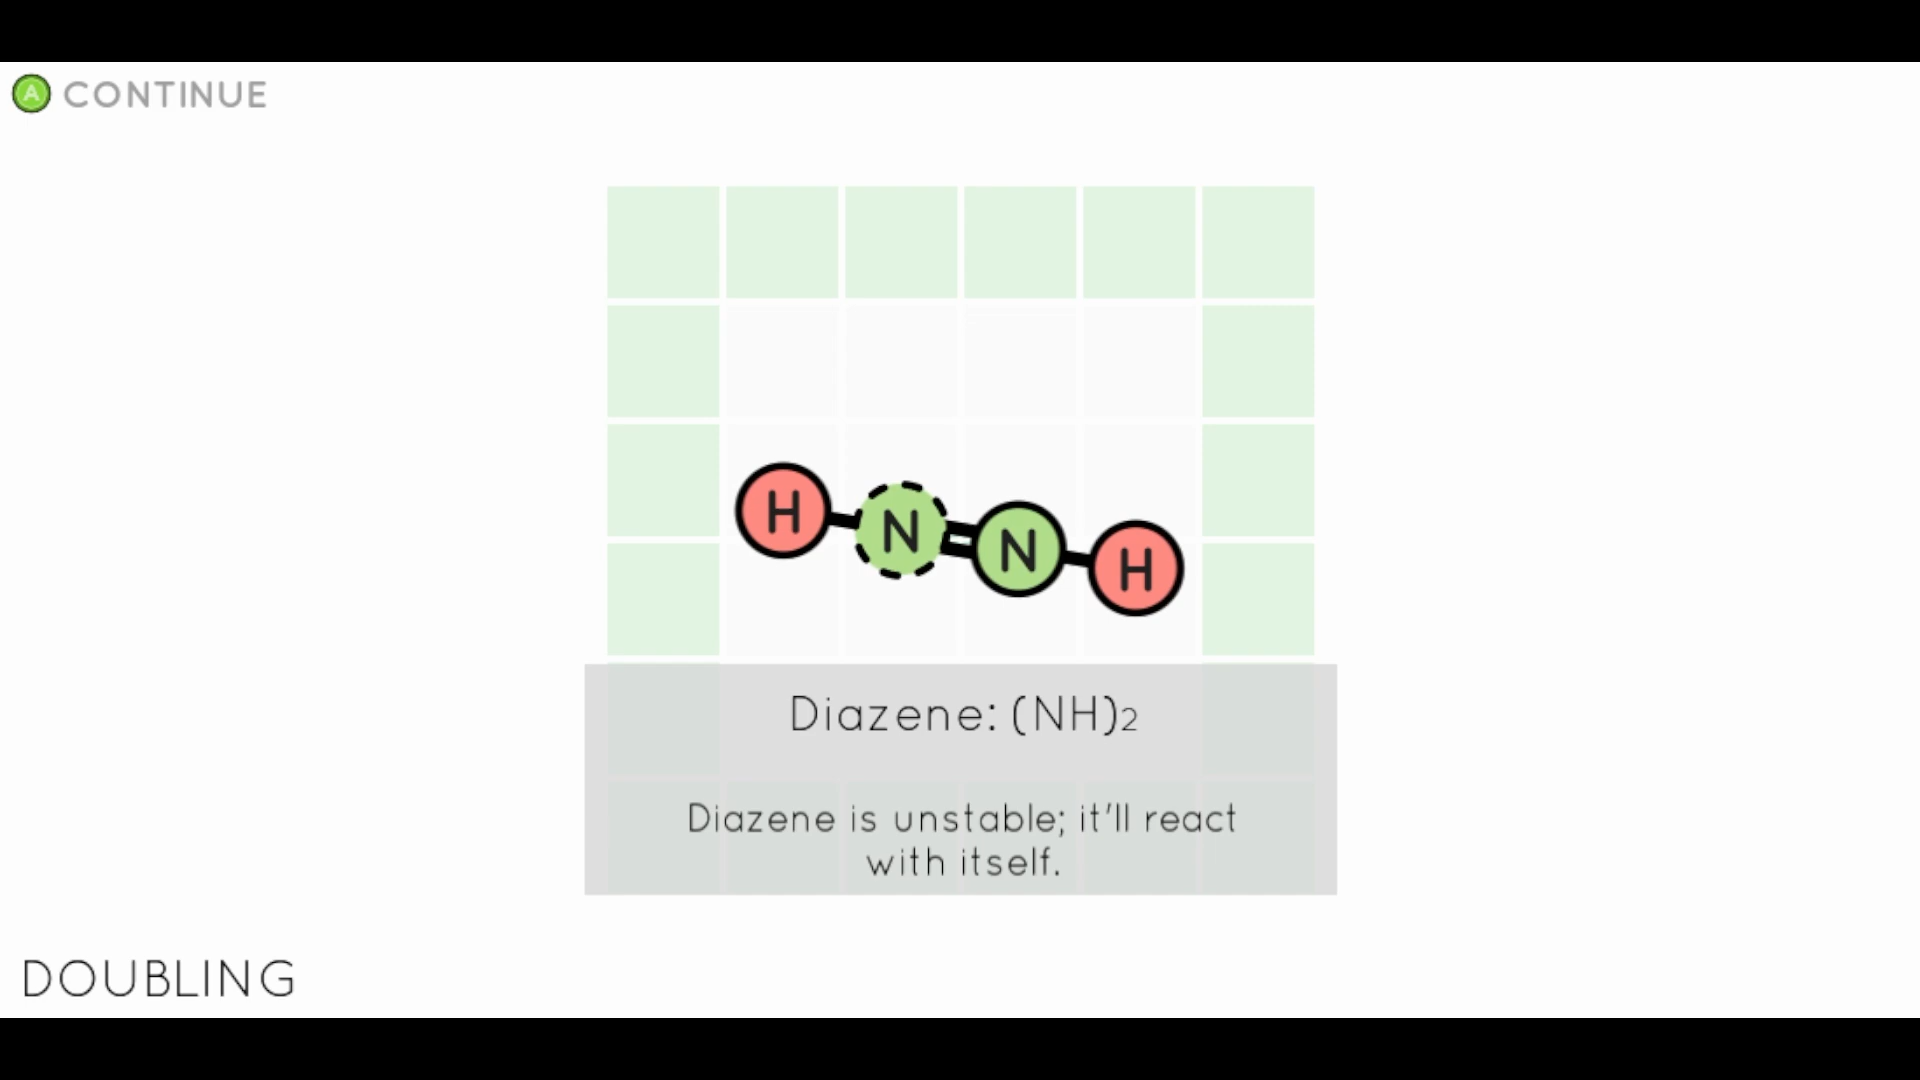 A CONTINUE
H N N H
Diazene: (NH)₂
Diazene is unstable; it'll react
with itself.
DOUBLING